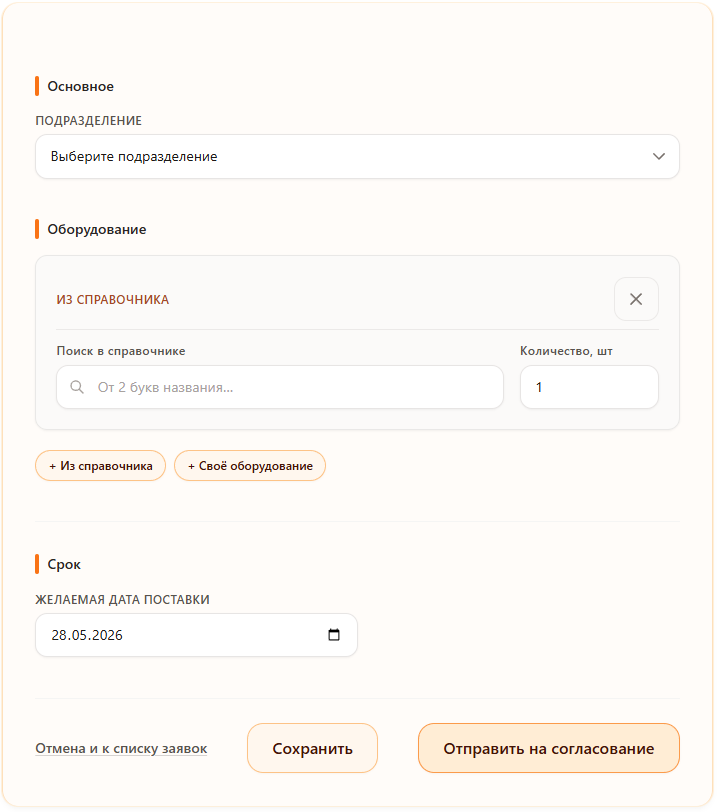 Основное
ПОДРАЗДЕЛЕНИЕ
Выберите подразделение
Оборудование
ИЗ СПРАВОЧНИКА
Поиск в справочнике
Количество, шт
От 2 букв названия...
1
+ Из справочника
+ Своё оборудование
Срок
ЖЕЛАЕМАЯ ДАТА ПОСТАВКИ
28.05.2026
Отмена и к списку заявок
Сохранить
Отправить на согласование